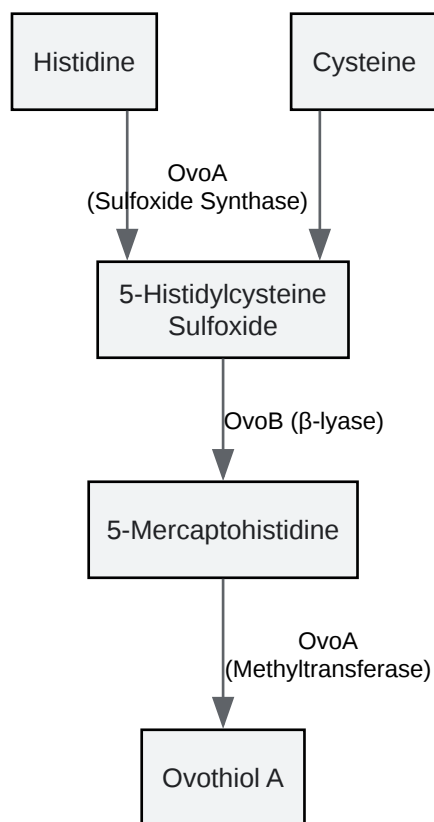 Histidine
Cysteine
OvoA
(Sulfoxide Synthase)
5-Histidylcysteine
Sulfoxide
OvoB (β-lyase)
5-Mercaptohistidine
OvoA
(Methyltransferase)
Ovothiol A